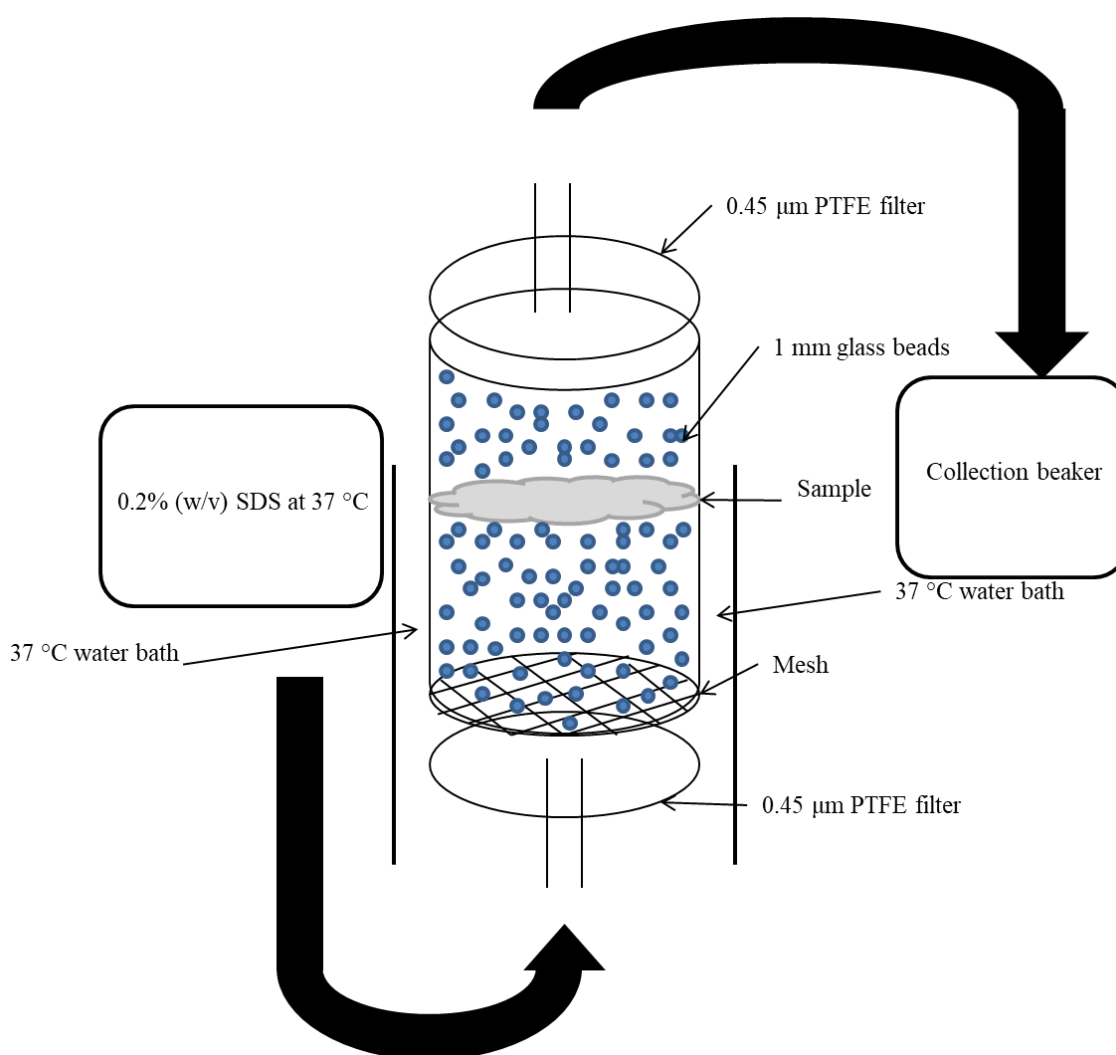 0.45 μm PTFE filter
1 mm glass beads
Collection beaker
Sample
0.2% (w/v) SDS at 37 °C
37 °C water bath
37 °C water bath
Mesh
0.45 μm PTFE filter